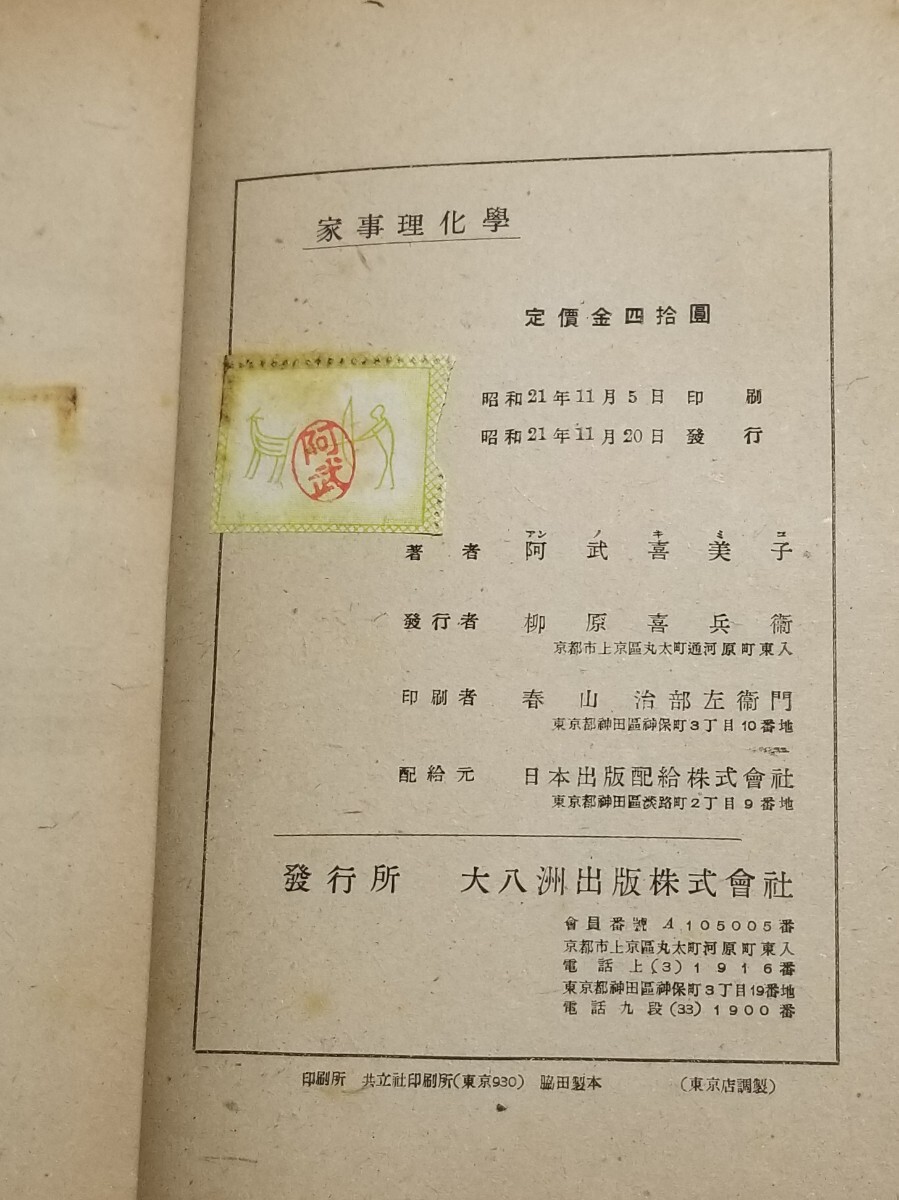 家事理化學
定價金四拾圓
昭和21年11月5日 印刷
昭和21年11月20日 發行
阿武
アンノキミコ
著者 阿武喜美子
發行者 柳原喜兵衞
京都市上京區丸太町通河原町東入
印刷者 春山治部左衞門
東京都神田區神保町3丁目10番地
配給元 日本出版配給株式會社
東京都神田區淡路町2丁目9番地
發行所 大八洲出版株式會社
會員番號 A105005番
京都市上京區丸太町河原町東入
電話上(3)1916番
東京都神田區神保町3丁目19番地
電話九段(33)1900番
印刷所 共立社印刷所(東京930) 脇田製本 (東京店調製)